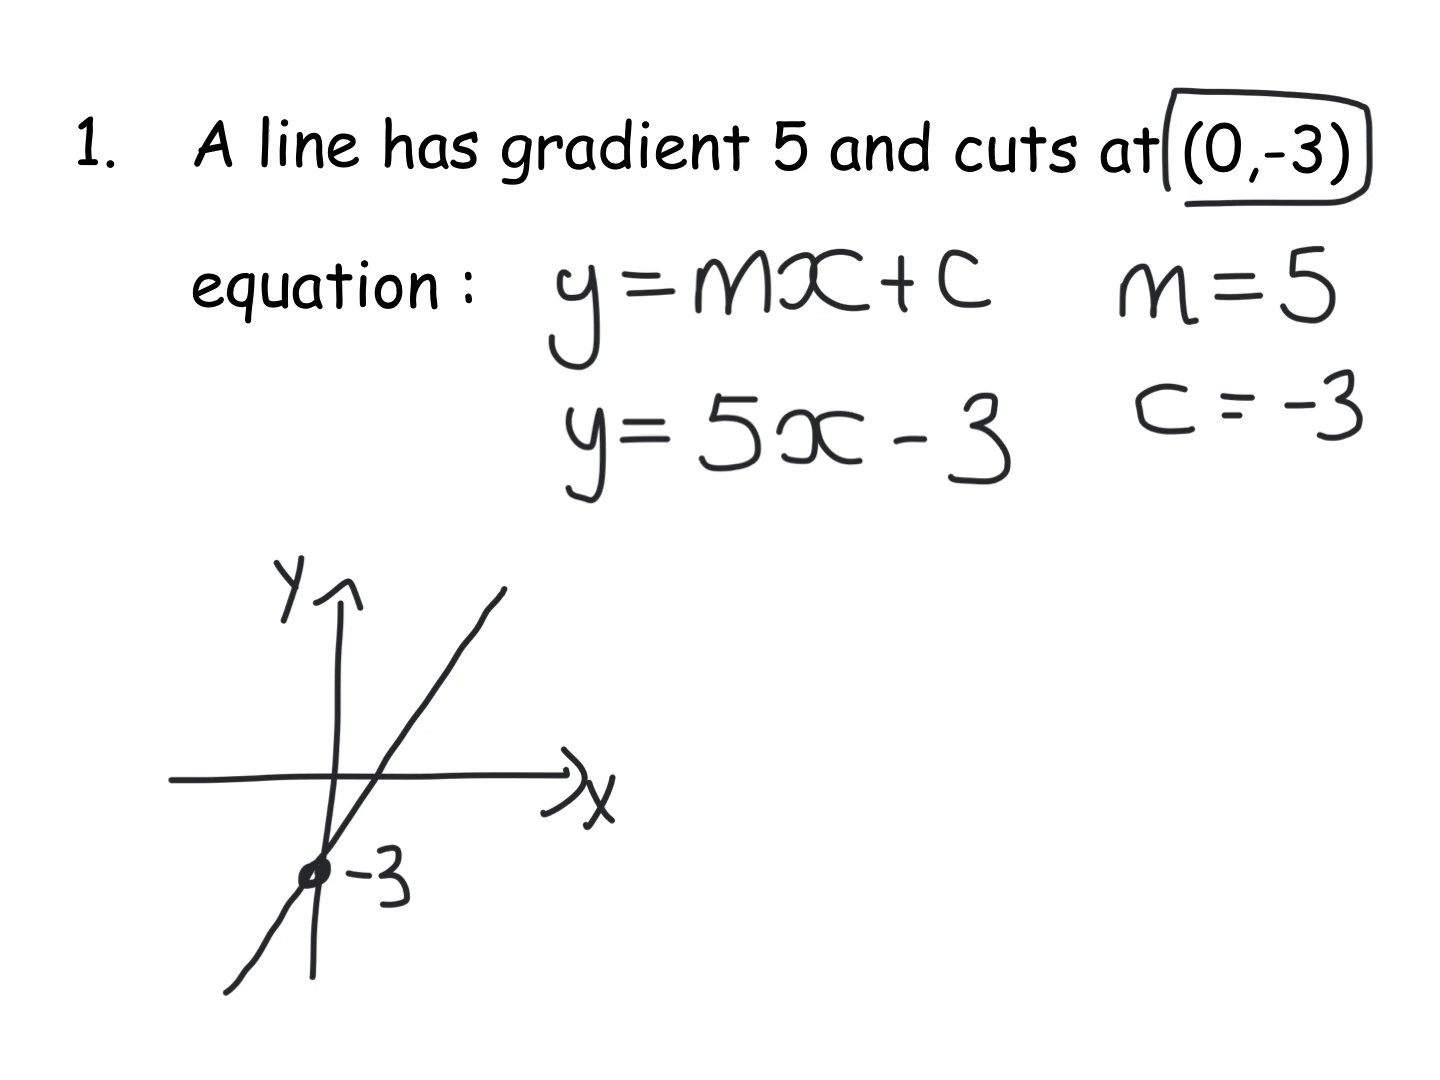 1. A line has gradient 5 and cuts at (0,-3)
equation : y = mx + c m = 5
y = 5x - 3 c = -3
y
x
-3